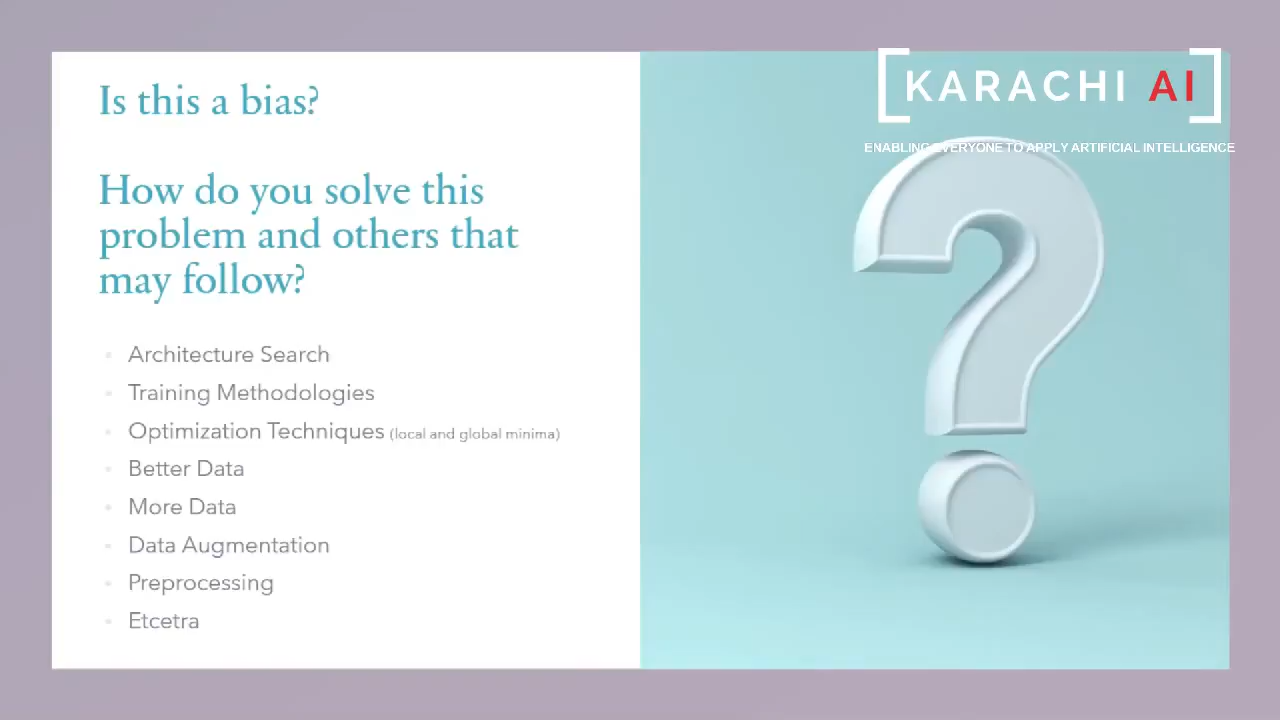 Is this a bias?
How do you solve this
problem and others that
may follow?
Architecture Search
Training Methodologies
Optimization Techniques (local and global minima)
Better Data
More Data
Data Augmentation
Preprocessing
Etcetra
KARACHI AI
ENABLING EVERYONE TO APPLY ARTIFICIAL INTELLIGENCE